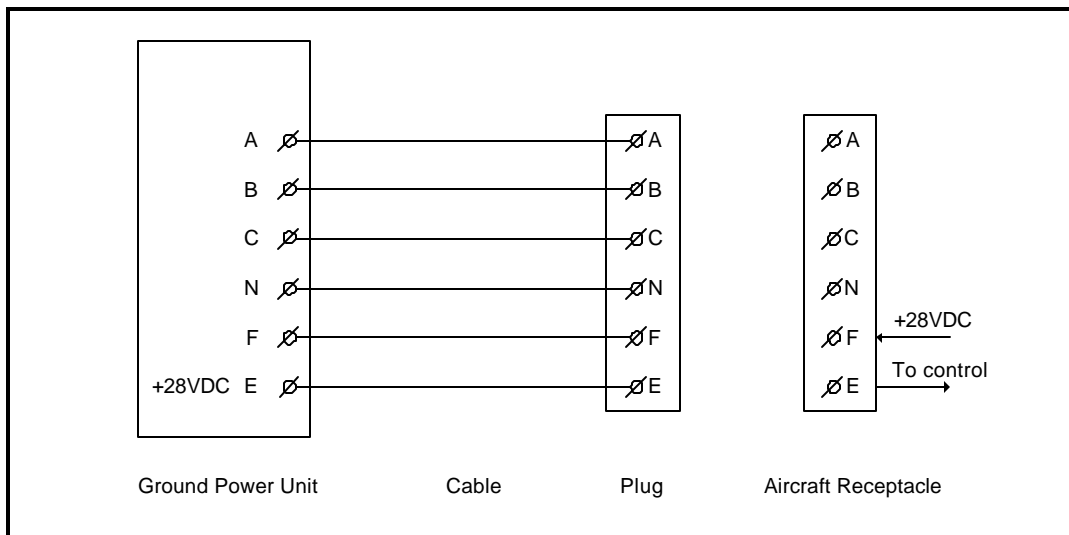 A A A
B B B
C C C
N N N
F F F +28VDC
+28VDC E E E To control
Ground Power Unit Cable Plug Aircraft Receptacle